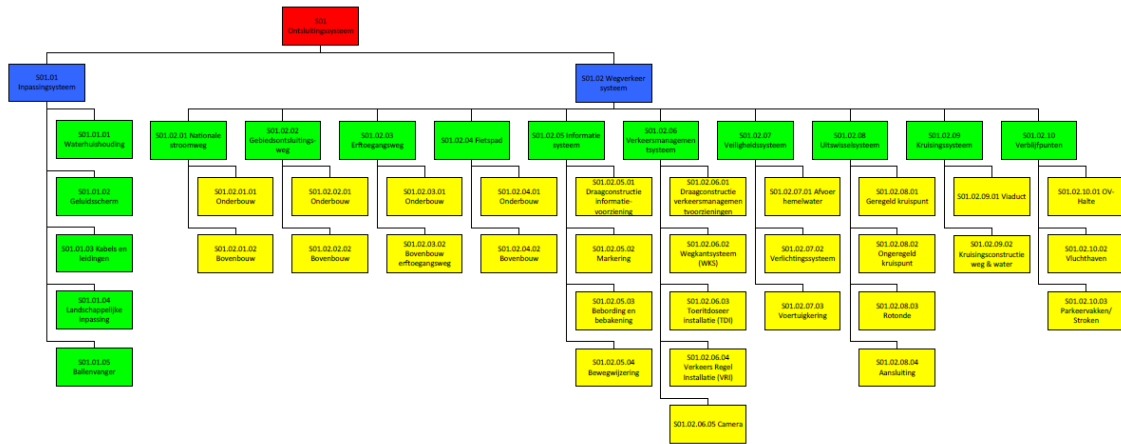 S01
Ontsluitingssysteem
S01.01
Inpassingsysteem
S01.02 Wegverkeer
systeem
S01.01.01
Waterhuishouding
S01.01.02
Geluidsscherm
S01.01.03 Kabels en
leidingen
S01.01.04
Landschappelijke
inpassing
S01.01.05
Ballenvanger
S01.02.01 Nationale
stroomweg
S01.02.01.01
Onderbouw
S01.02.01.02
Bovenbouw
S01.02.02
Gebiedsontsluitings-
weg
S01.02.02.01
Onderbouw
S01.02.02.02
Bovenbouw
S01.02.03
Erftoegangsweg
S01.02.03.01
Onderbouw
S01.02.03.02
Bovenbouw
erftoegangsweg
S01.02.04 Fietspad
S01.02.04.01
Onderbouw
S01.02.04.02
Bovenbouw
S01.02.05 Informatie
systeem
S01.02.05.01
Draagconstructie
informatie-
voorziening
S01.02.05.02
Markering
S01.02.05.03
Bebording en
bebakening
S01.02.05.04
Bewegwijzering
S01.02.06
Verkeersmanagemen
tsysteem
S01.02.06.01
Draagconstructie
verkeersmanagemen
tvoorzieningen
S01.02.06.02
Wegkantsysteem
(WKS)
S01.02.06.03
Toeritdoseer
installatie (TDI)
S01.02.06.04
Verkeers Regel
Installatie (VRI)
S01.02.06.05 Camera
S01.02.07
Veiligheidssysteem
S01.02.07.01 Afvoer
hemelwater
S01.02.07.02
Verlichtingssysteem
S01.02.07.03
Voertuigkering
S01.02.08
Uitswisselsysteem
S01.02.08.01
Geregeld kruispunt
S01.02.08.02
Ongeregeld
kruispunt
S01.02.08.03
Rotonde
S01.02.08.04
Aansluiting
S01.02.09
Kruisingssysteem
S01.02.09.01 Viaduct
S01.02.09.02
Kruisingsconstructie
weg & water
S01.02.10
Verblijfpunten
S01.02.10.01 OV-
Halte
S01.02.10.02
Vluchthaven
S01.02.10.03
Parkeervakken/
Stroken